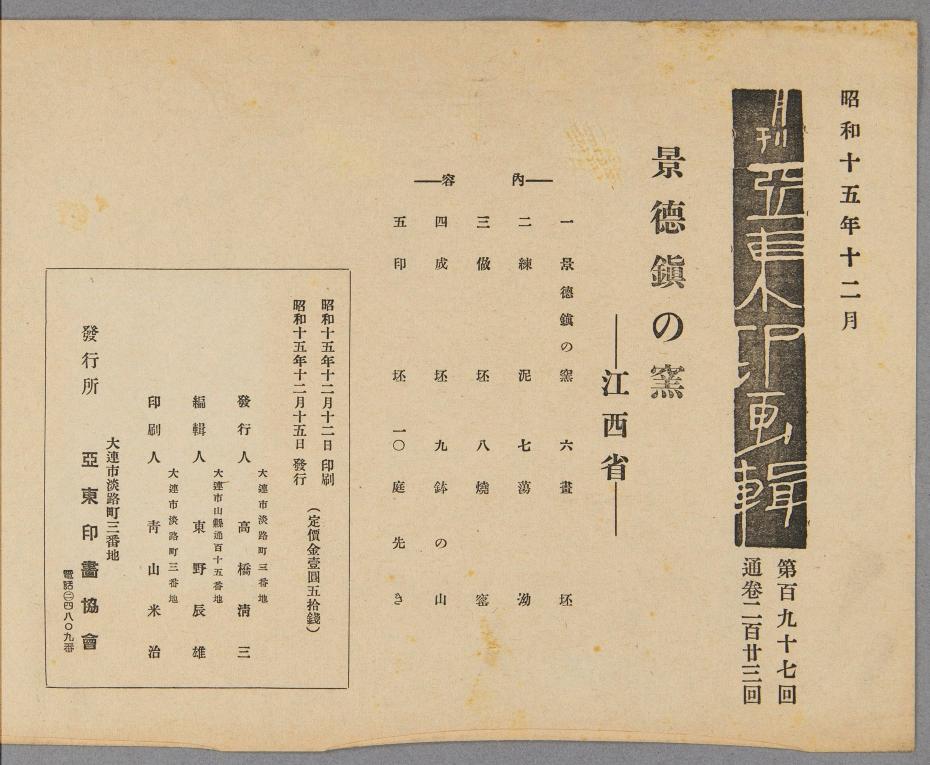 昭和十五年十二月
月刊 亞東印画輯
第百九十七回
通卷二百廿三回
景德鎭の窯
――江西省――
――內容――
一 景德鎭の窯 六 畫坯
二 練泥 七 蕩泑
三 倣坯 八 燒窰
四 成坯 九 鉢の山
五 印坯 一〇 庭先き
昭和十五年十二月十二日 印刷
昭和十五年十二月十五日 發行
(定價金壹圓五拾錢)
大連市淡路町三番地
發行人 高橋淸三
大連市山縣通百十五番地
編輯人 東野辰雄
大連市淡路町三番地
印刷人 靑山米治
大連市淡路町三番地
發行所 亞東印畫協會
電話㊁四八〇九番